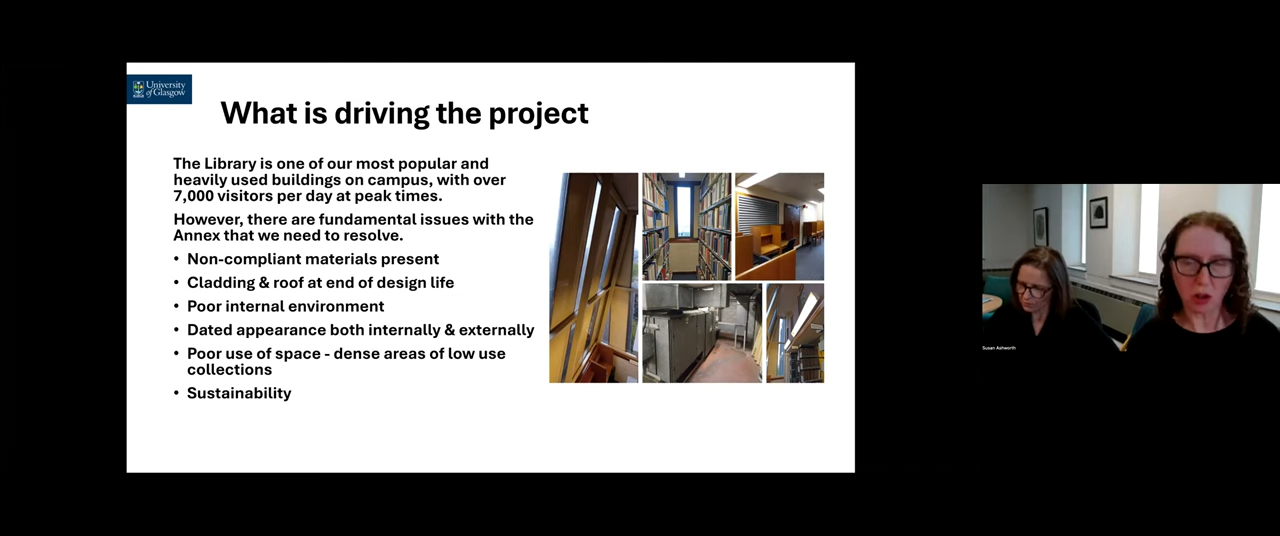 University
of Glasgow
What is driving the project
The Library is one of our most popular and
heavily used buildings on campus, with over
7,000 visitors per day at peak times.
However, there are fundamental issues with the
Annex that we need to resolve.
• Non-compliant materials present
• Cladding & roof at end of design life
• Poor internal environment
• Dated appearance both internally & externally
• Poor use of space - dense areas of low use
collections
• Sustainability
Susan Ashworth